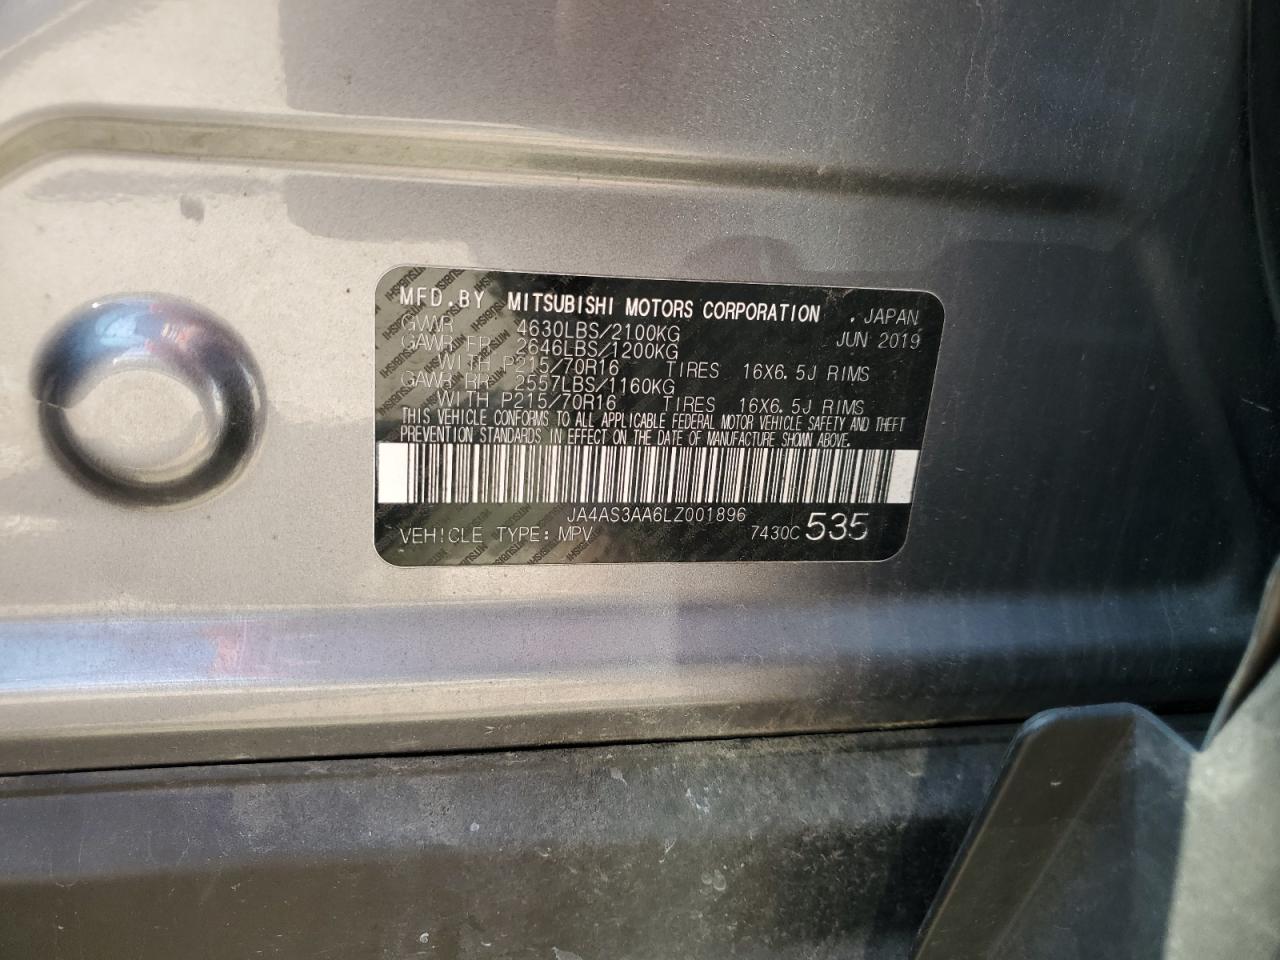 MFD.BY MITSUBISHI MOTORS CORPORATION . JAPAN
GVWR 4630LBS/2100KG JUN 2019
GAWR FR 2646LBS/1200KG
WITH P215/70R16 TIRES 16X6.5J RIMS
GAWR RR 2557LBS/1160KG
WITH P215/70R16 TIRES 16X6.5J RIMS
THIS VEHICLE CONFORMS TO ALL APPLICABLE FEDERAL MOTOR VEHICLE SAFETY AND THEFT
PREVENTION STANDARDS IN EFFECT ON THE DATE OF MANUFACTURE SHOWN ABOVE.
JA4AS3AA6LZ001896
VEHICLE TYPE: MPV 7430C 535